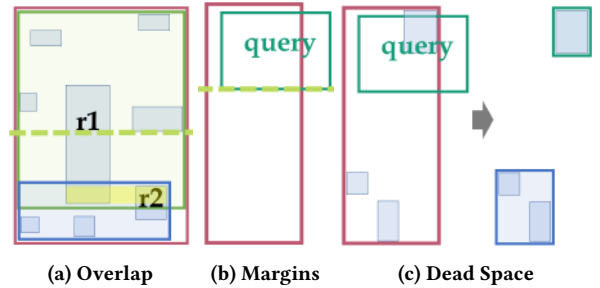 query
query
r1
r2
(a) Overlap
(b) Margins
(c) Dead Space